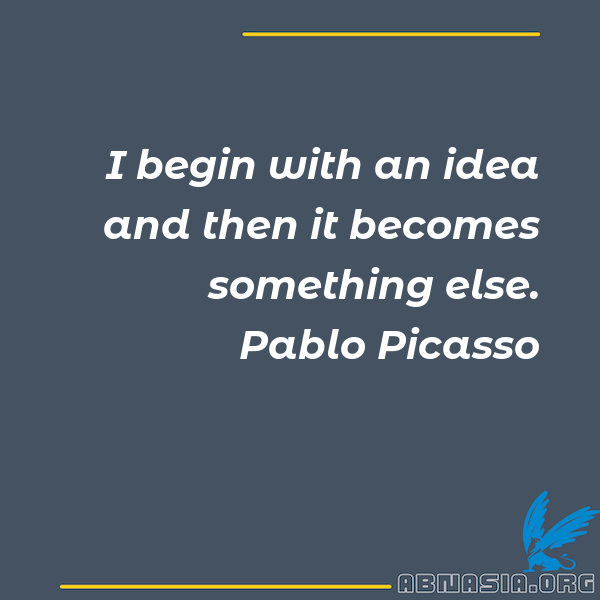 I begin with an idea
and then it becomes
something else.
Pablo Picasso
ABNASIA.ORG